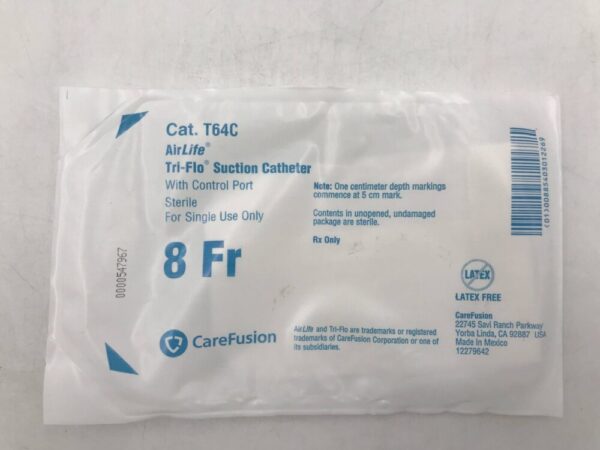 Cat. T64C
AirLife®
Tri-Flo® Suction Catheter
With Control Port
Sterile
For Single Use Only
8 Fr
CareFusion
0000547967
Note: One centimeter depth markings
commence at 5 cm mark.
Contents in unopened, undamaged
package are sterile.
Rx Only
AirLife and Tri-Flo are trademarks or registered
trademarks of CareFusion Corporation or one of
its subsidiaries.
(01)00885403012269
LATEX
LATEX FREE
CareFusion
22745 Savi Ranch Parkway
Yorba Linda, CA 92887 USA
Made in Mexico
12279642